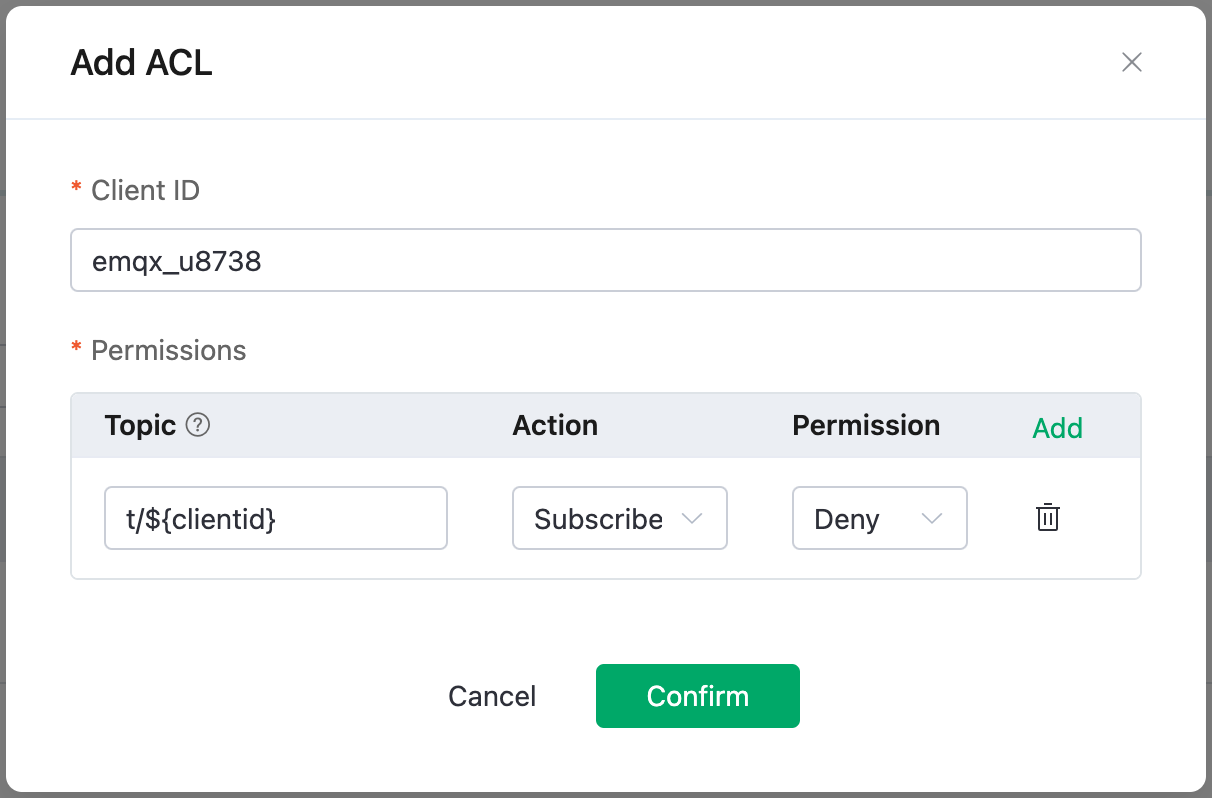 Add ACL
* Client ID
emqx_u8738
* Permissions
Topic ? Action Permission Add
t/${clientid} Subscribe Deny
Cancel Confirm